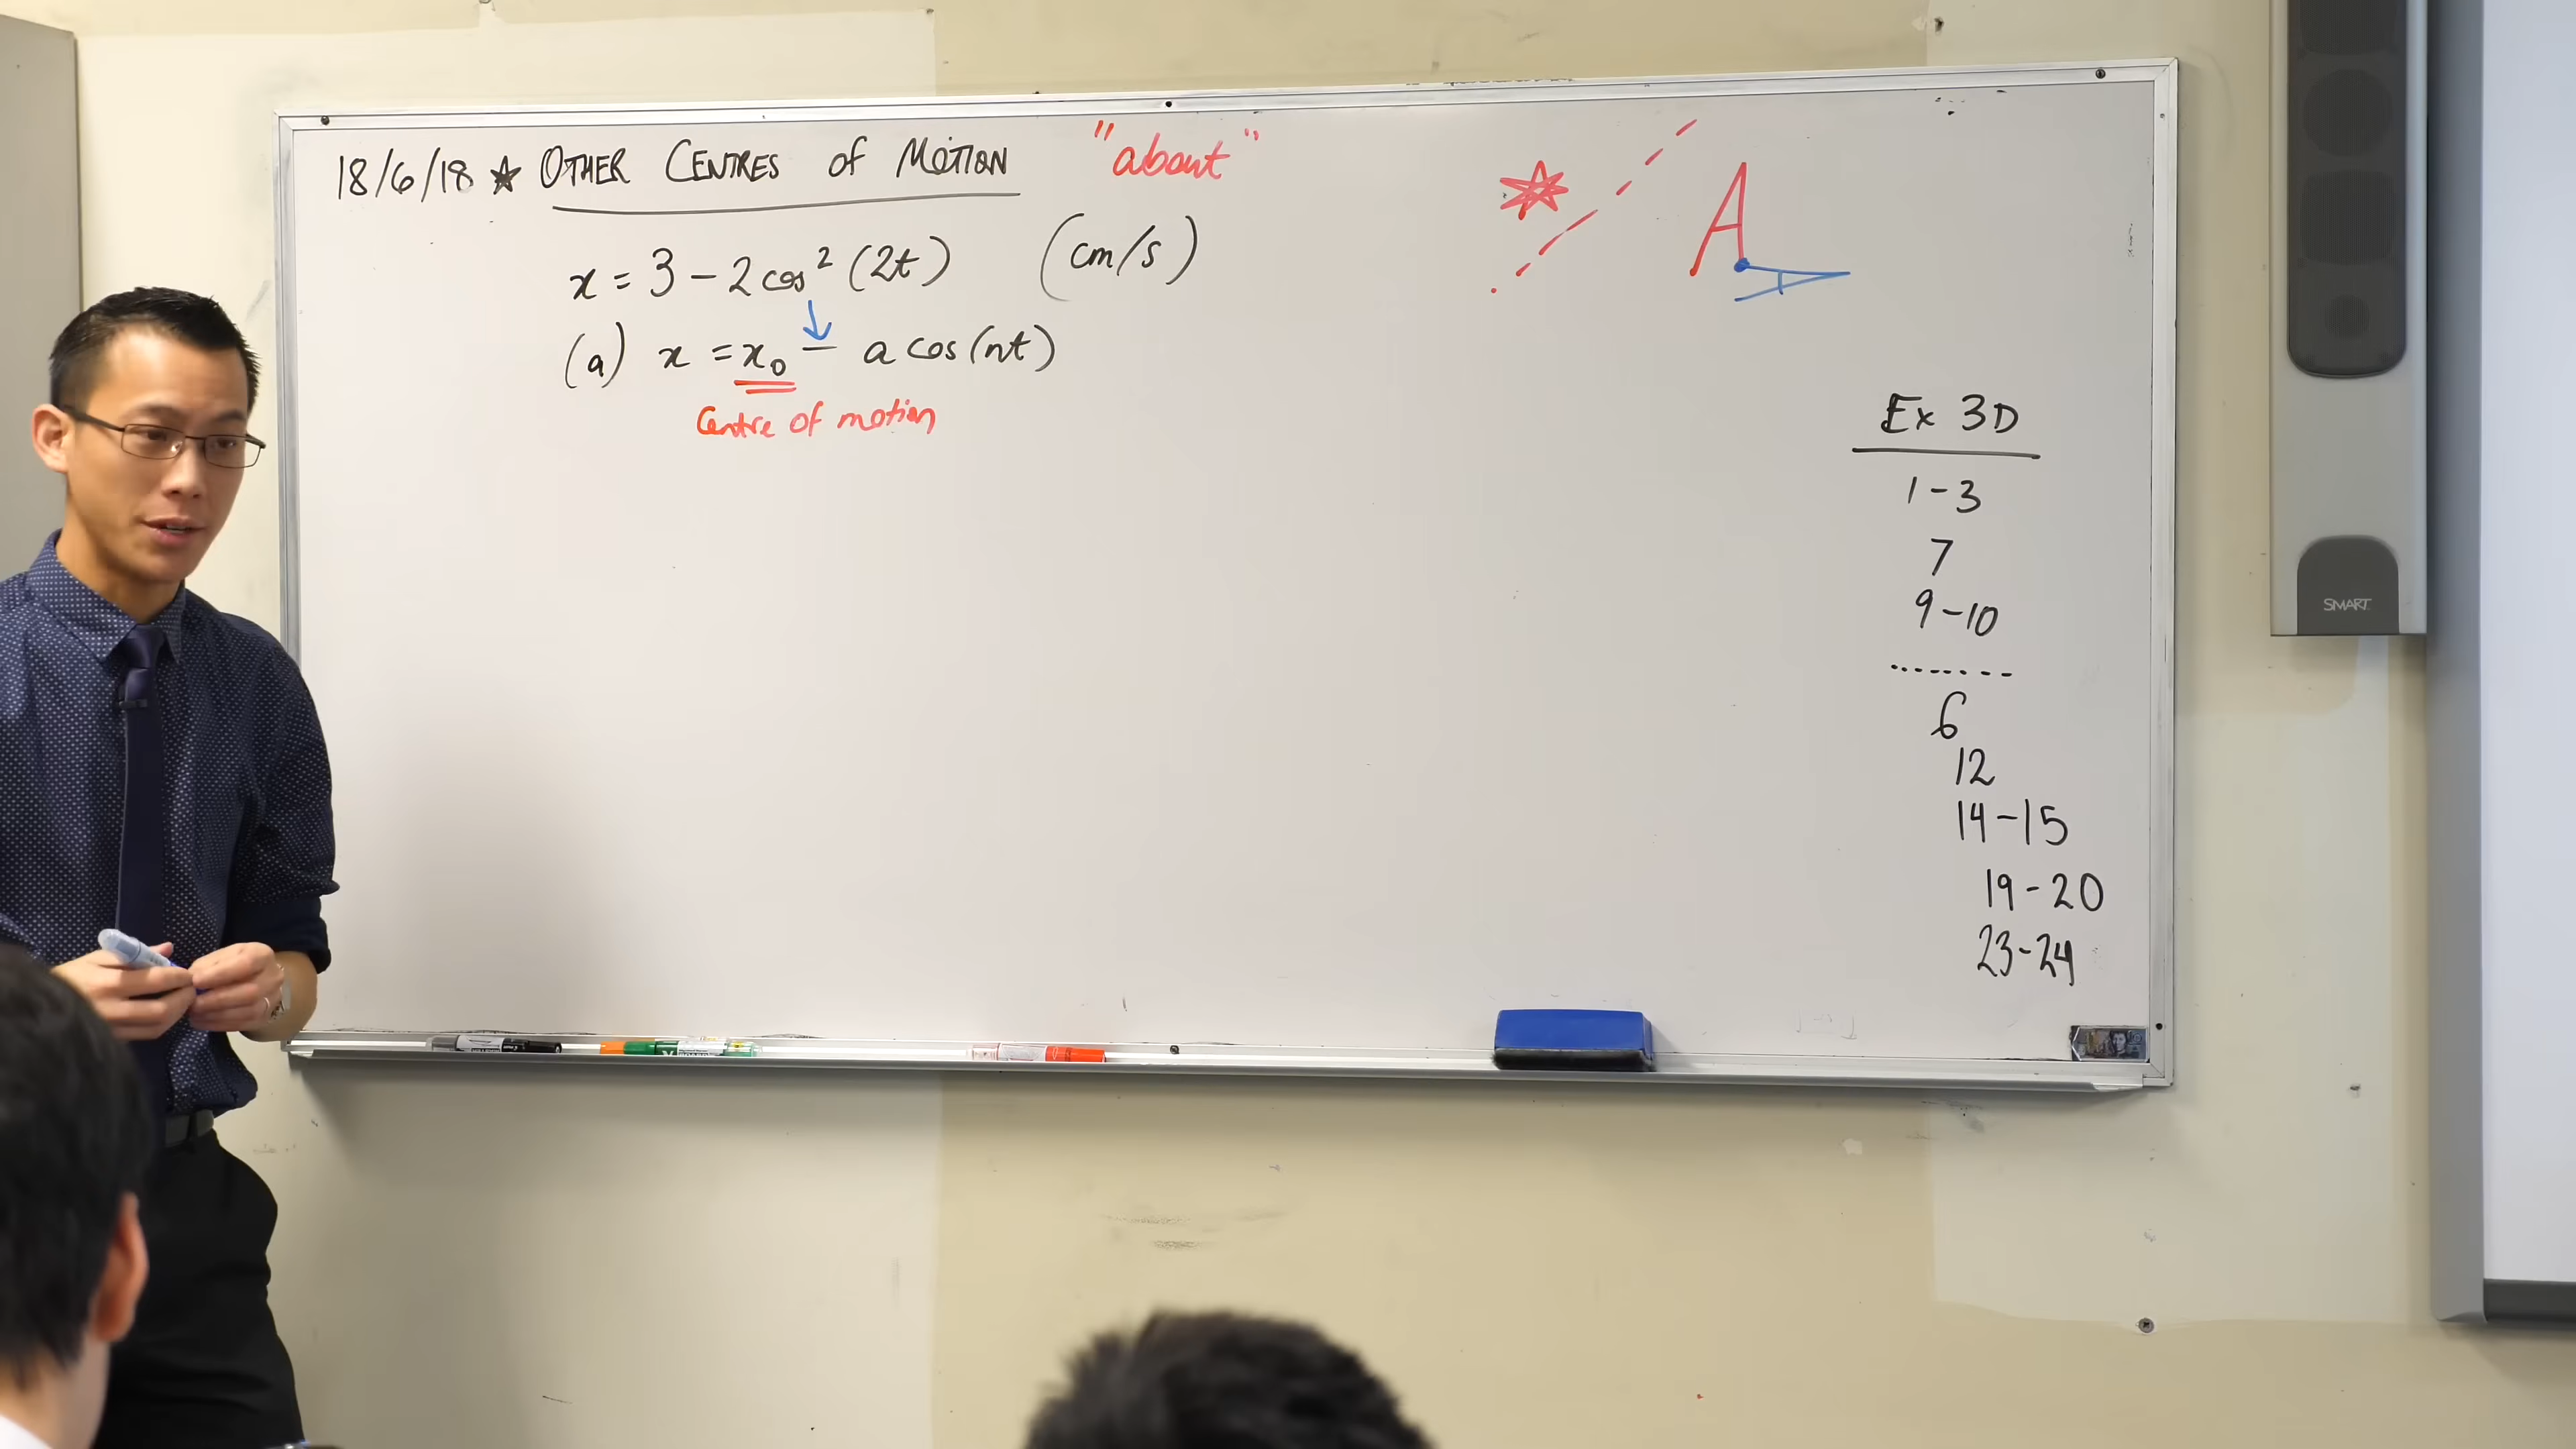 18/6/18 ★ OTHER CENTRES of MOTION "about"
x = 3 - 2 cos² (2t) (cm/s)
(a) x = x₀ - a cos(nt)
Centre of motion
A
A
Ex 3D
1-3
7
9-10
6
12
14-15
19-20
23-24
SMART